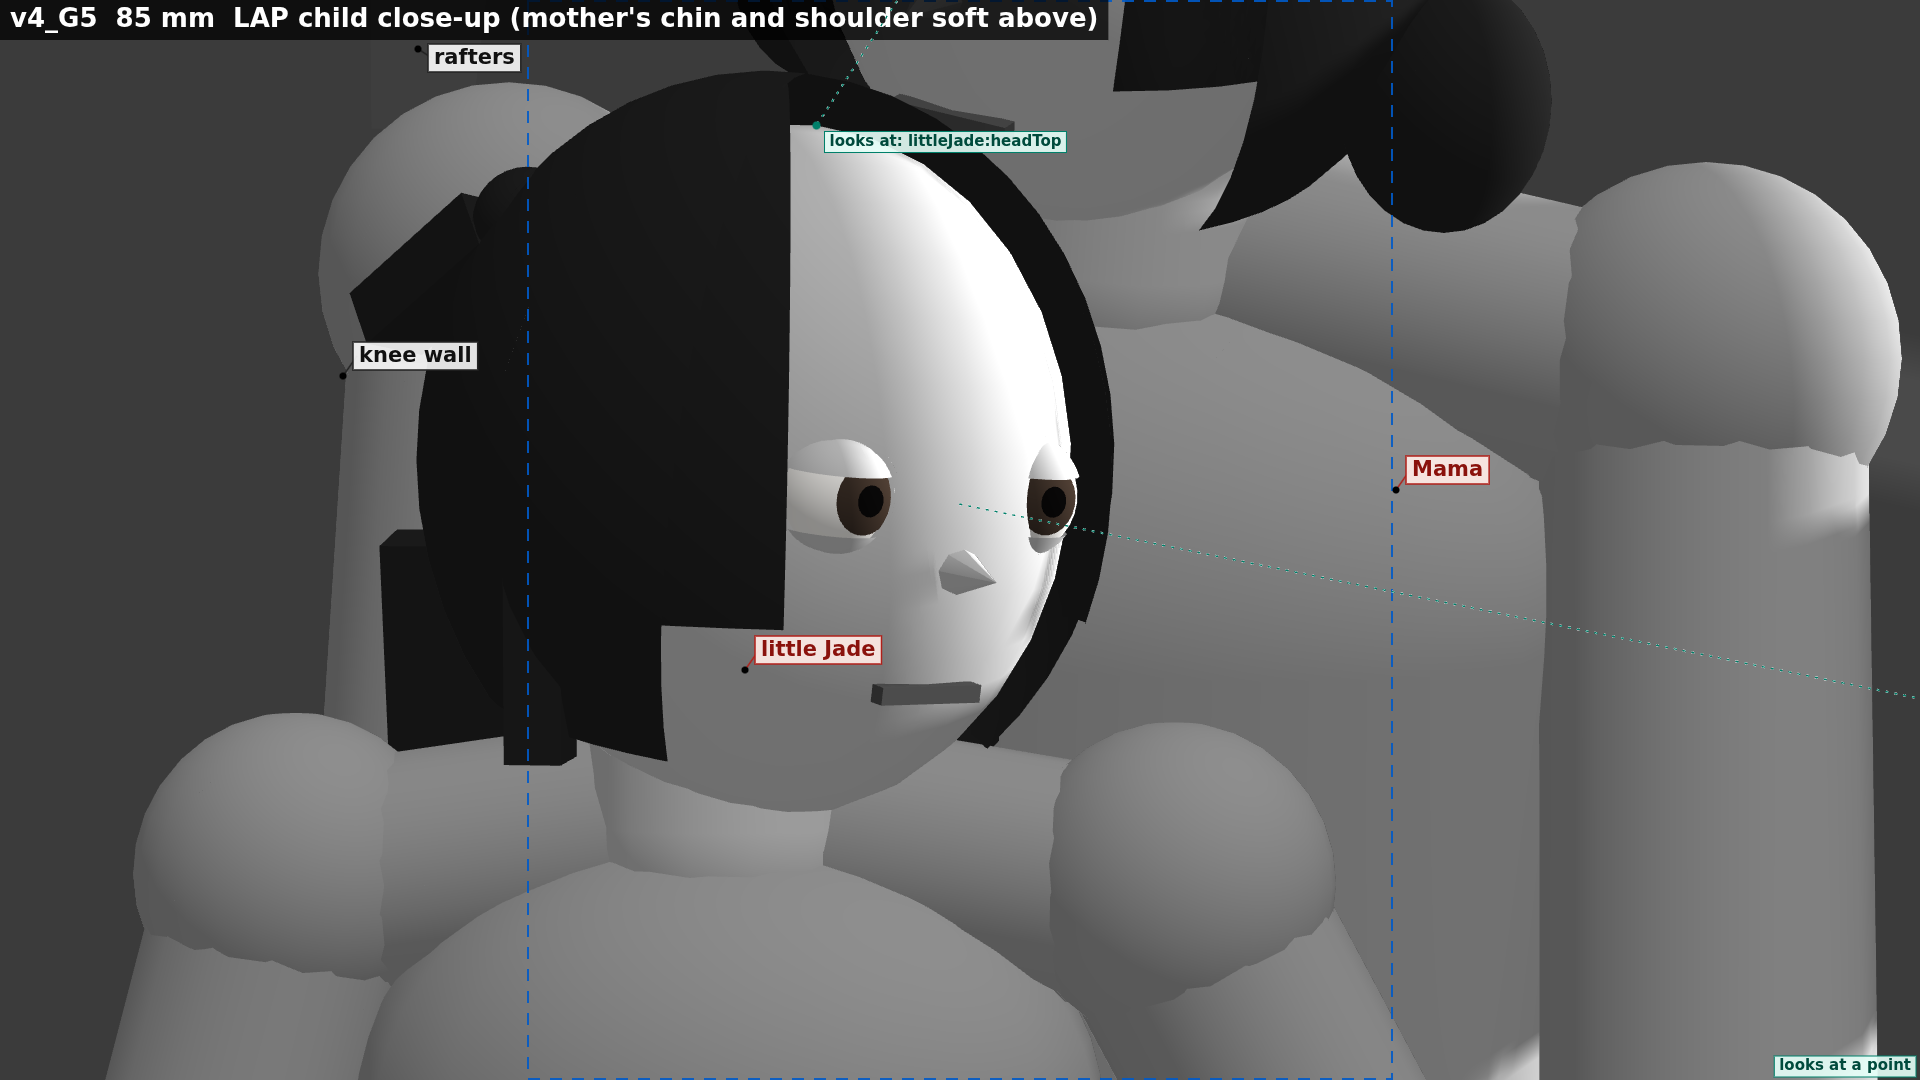 v4_G5 85 mm LAP child close-up (mother's chin and shoulder soft above)
rafters
looks at: littleJade:headTop
knee wall
Mama
little Jade
looks at a point